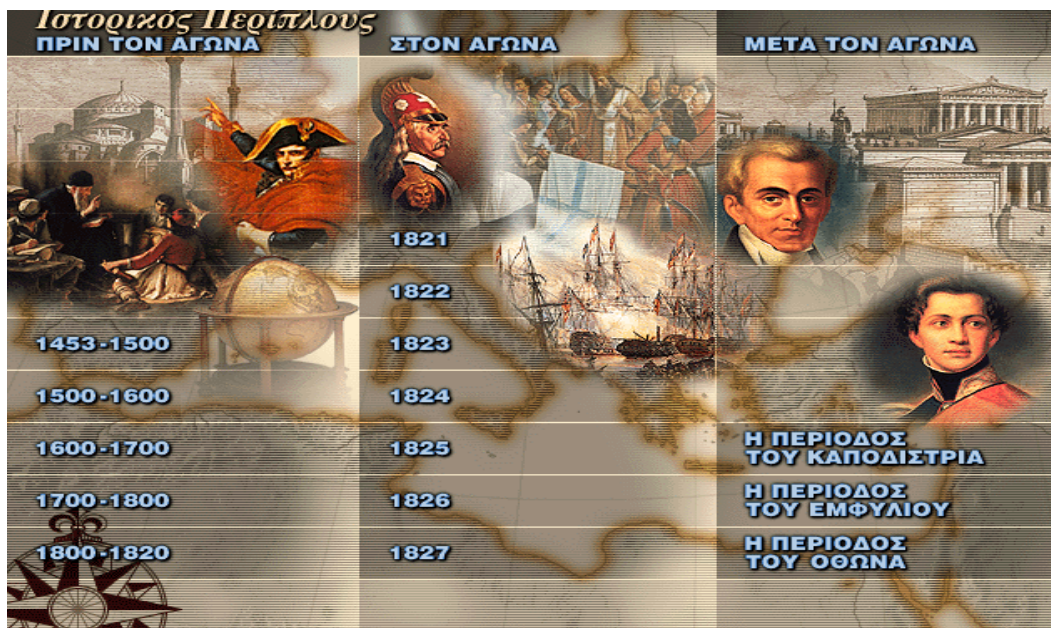 Ιστορικός Περίπλους
ΠΡΙΝ ΤΟΝ ΑΓΩΝΑ
1453-1500
1500-1600
1600-1700
1700-1800
1800-1820
ΣΤΟΝ ΑΓΩΝΑ
1821
1822
1823
1824
1825
1826
1827
ΜΕΤΑ ΤΟΝ ΑΓΩΝΑ
Η ΠΕΡΙΟΔΟΣ
ΤΟΥ ΚΑΠΟΔΙΣΤΡΙΑ
Η ΠΕΡΙΟΔΟΣ
ΤΟΥ ΕΜΦΥΛΙΟΥ
Η ΠΕΡΙΟΔΟΣ
ΤΟΥ ΟΘΩΝΑ